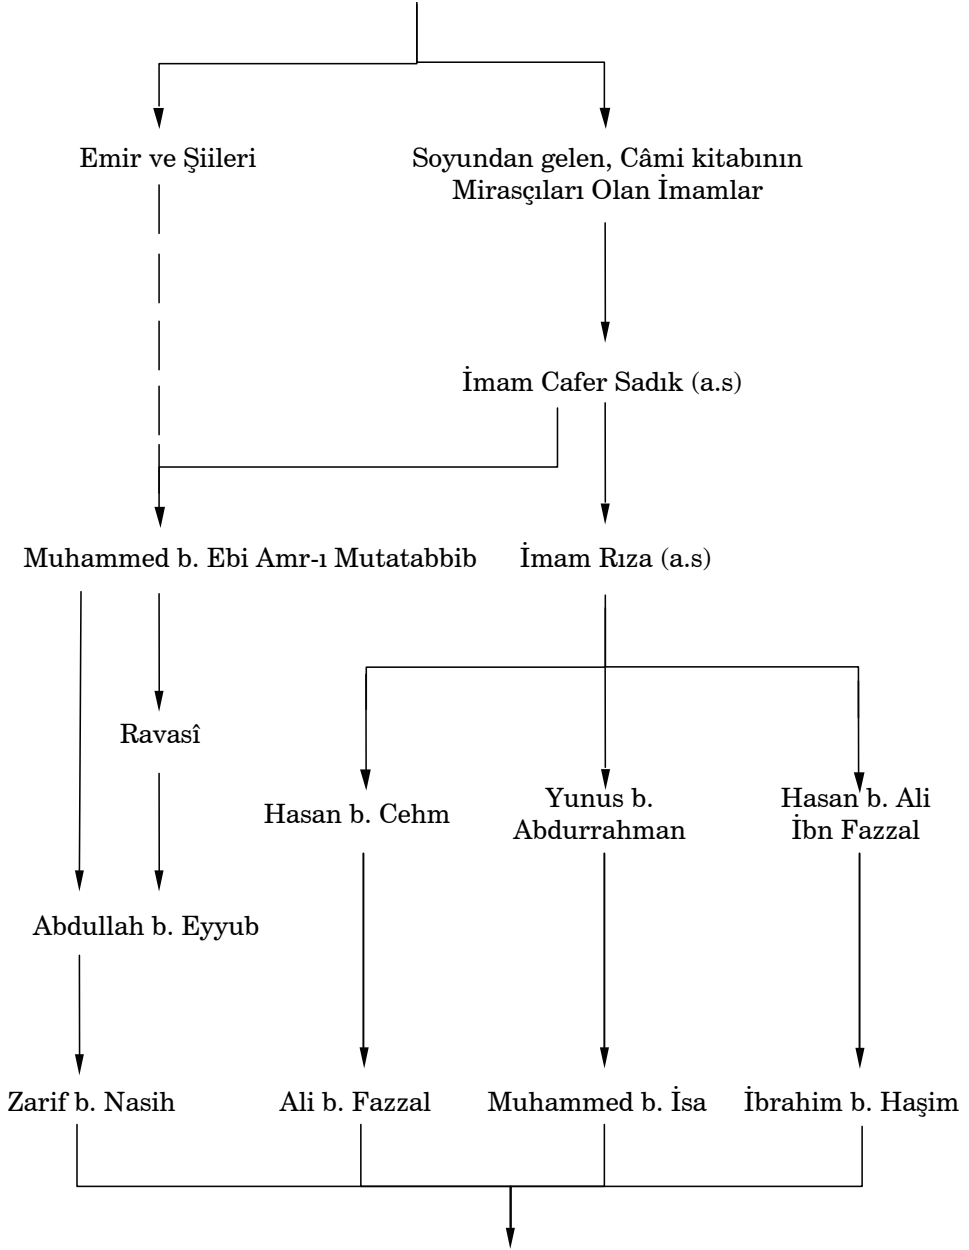 Emir ve Şiileri
Soyundan gelen, Câmi kitabının
Mirasçıları Olan İmamlar
İmam Cafer Sadık (a.s)
Muhammed b. Ebi Amr-ı Mutatabbib
İmam Rıza (a.s)
Ravasî
Hasan b. Cehm
Yunus b.
Abdurrahman
Hasan b. Ali
İbn Fazzal
Abdullah b. Eyyub
Zarif b. Nasih
Ali b. Fazzal
Muhammed b. İsa
İbrahim b. Haşim